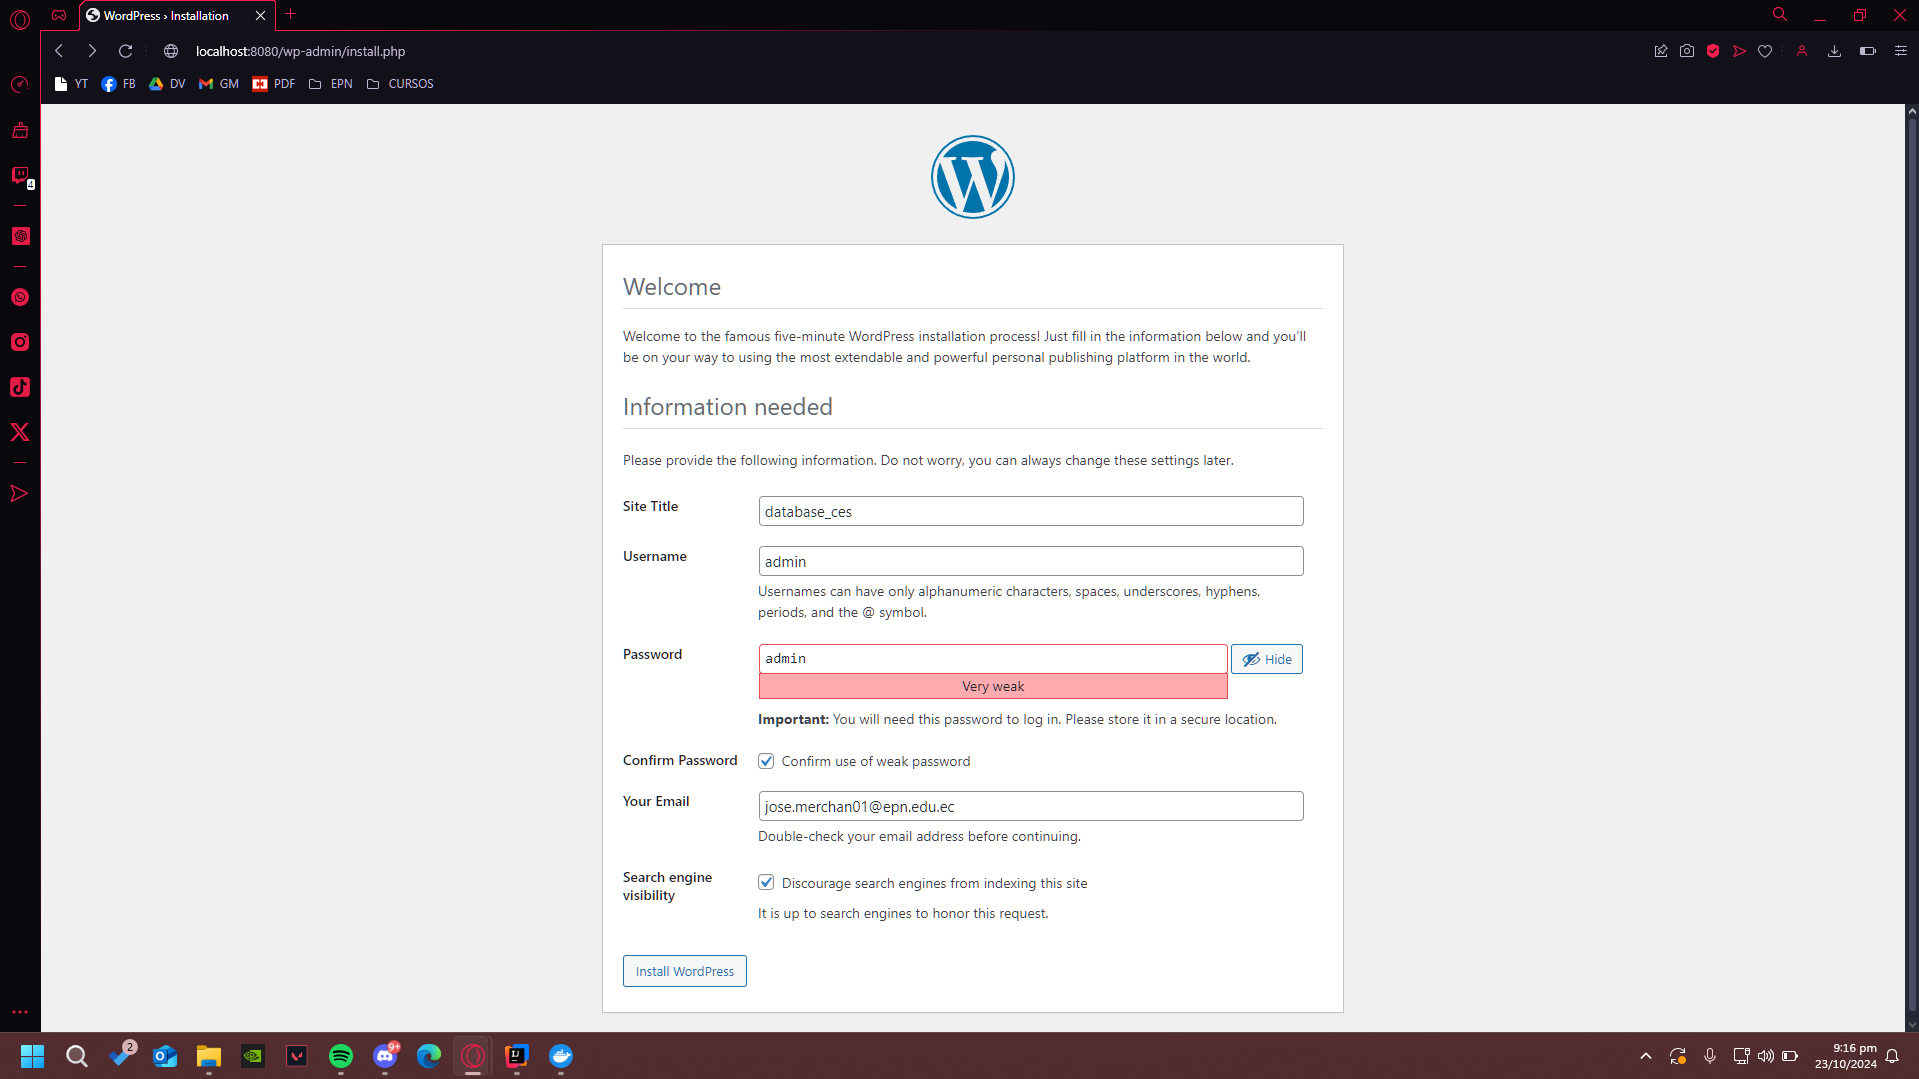 WordPress › Installation
localhost:8080/wp-admin/install.php
YT FB DV GM PDF EPN CURSOS
4
W
Welcome
Welcome to the famous five-minute WordPress installation process! Just fill in the information below and you’ll
be on your way to using the most extendable and powerful personal publishing platform in the world.
Information needed
Please provide the following information. Do not worry, you can always change these settings later.
Site Title
database_ces
Username
admin
Usernames can have only alphanumeric characters, spaces, underscores, hyphens,
periods, and the @ symbol.
Password
admin
Hide
Very weak
Important: You will need this password to log in. Please store it in a secure location.
Confirm Password
Confirm use of weak password
Your Email
jose.merchan01@epn.edu.ec
Double-check your email address before continuing.
Search engine
visibility
Discourage search engines from indexing this site
It is up to search engines to honor this request.
Install WordPress
2
9+
9:16 pm
23/10/2024